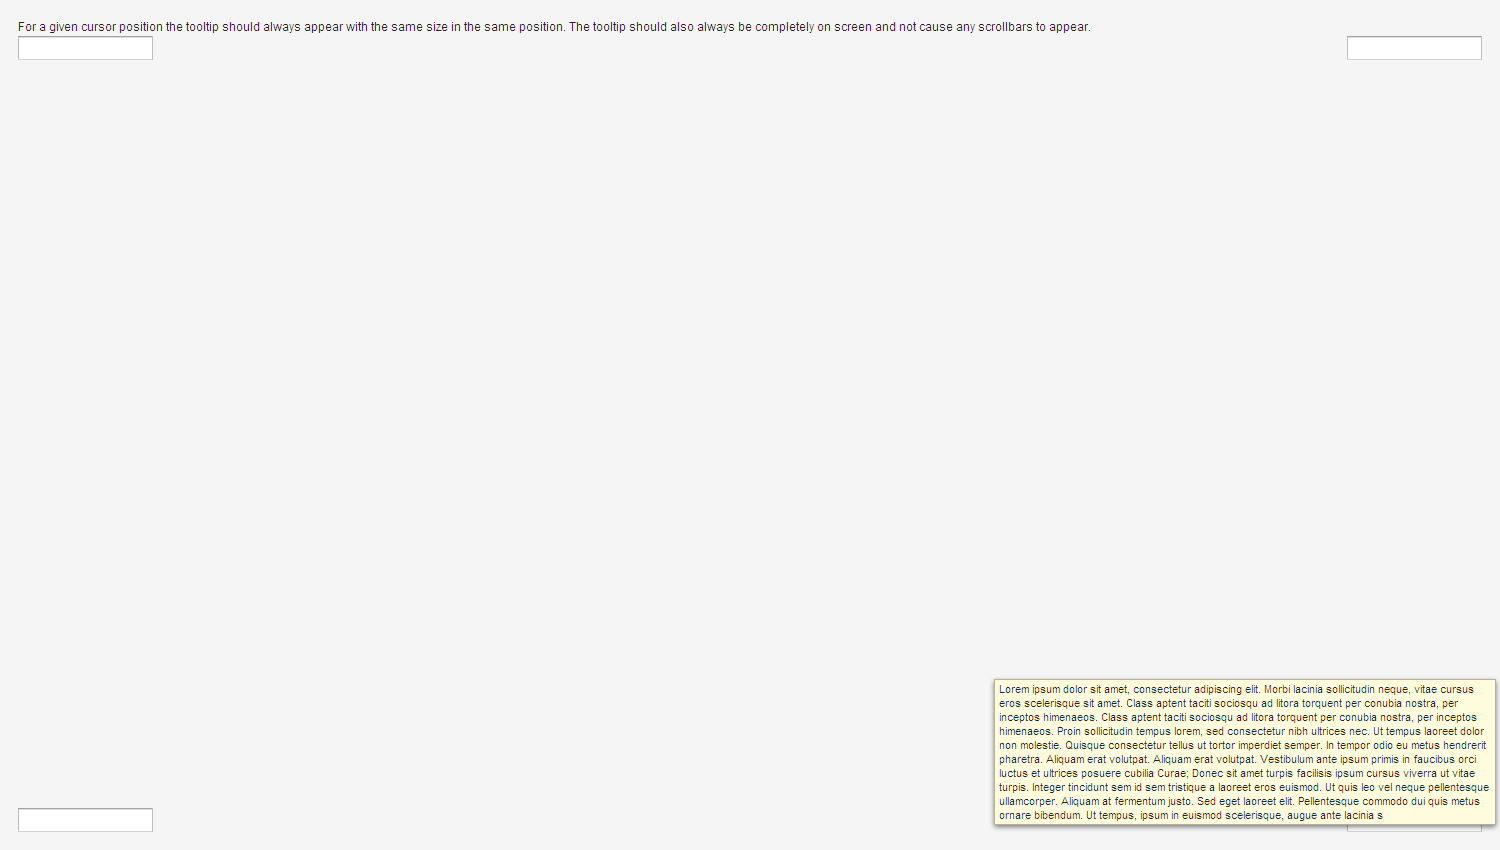 For a given cursor position the tooltip should always appear with the same size in the same position. The tooltip should also always be completely on screen and not cause any scrollbars to appear.
Lorem ipsum dolor sit amet, consectetur adipiscing elit. Morbi lacinia sollicitudin neque, vitae cursus
eros scelerisque sit amet. Class aptent taciti sociosqu ad litora torquent per conubia nostra, per
inceptos himenaeos. Class aptent taciti sociosqu ad litora torquent per conubia nostra, per inceptos
himenaeos. Proin sollicitudin tempus lorem, sed consectetur nibh ultrices nec. Ut tempus laoreet dolor
non molestie. Quisque consectetur tellus ut tortor imperdiet semper. In tempor odio eu metus hendrerit
pharetra. Aliquam erat volutpat. Aliquam erat volutpat. Vestibulum ante ipsum primis in faucibus orci
luctus et ultrices posuere cubilia Curae; Donec sit amet turpis facilisis ipsum cursus viverra ut vitae
turpis. Integer tincidunt sem id sem tristique a laoreet eros euismod. Ut quis leo vel neque pellentesque
ullamcorper. Aliquam at fermentum justo. Sed eget laoreet elit. Pellentesque commodo dui quis metus
ornare bibendum. Ut tempus, ipsum in euismod scelerisque, augue ante lacinia s